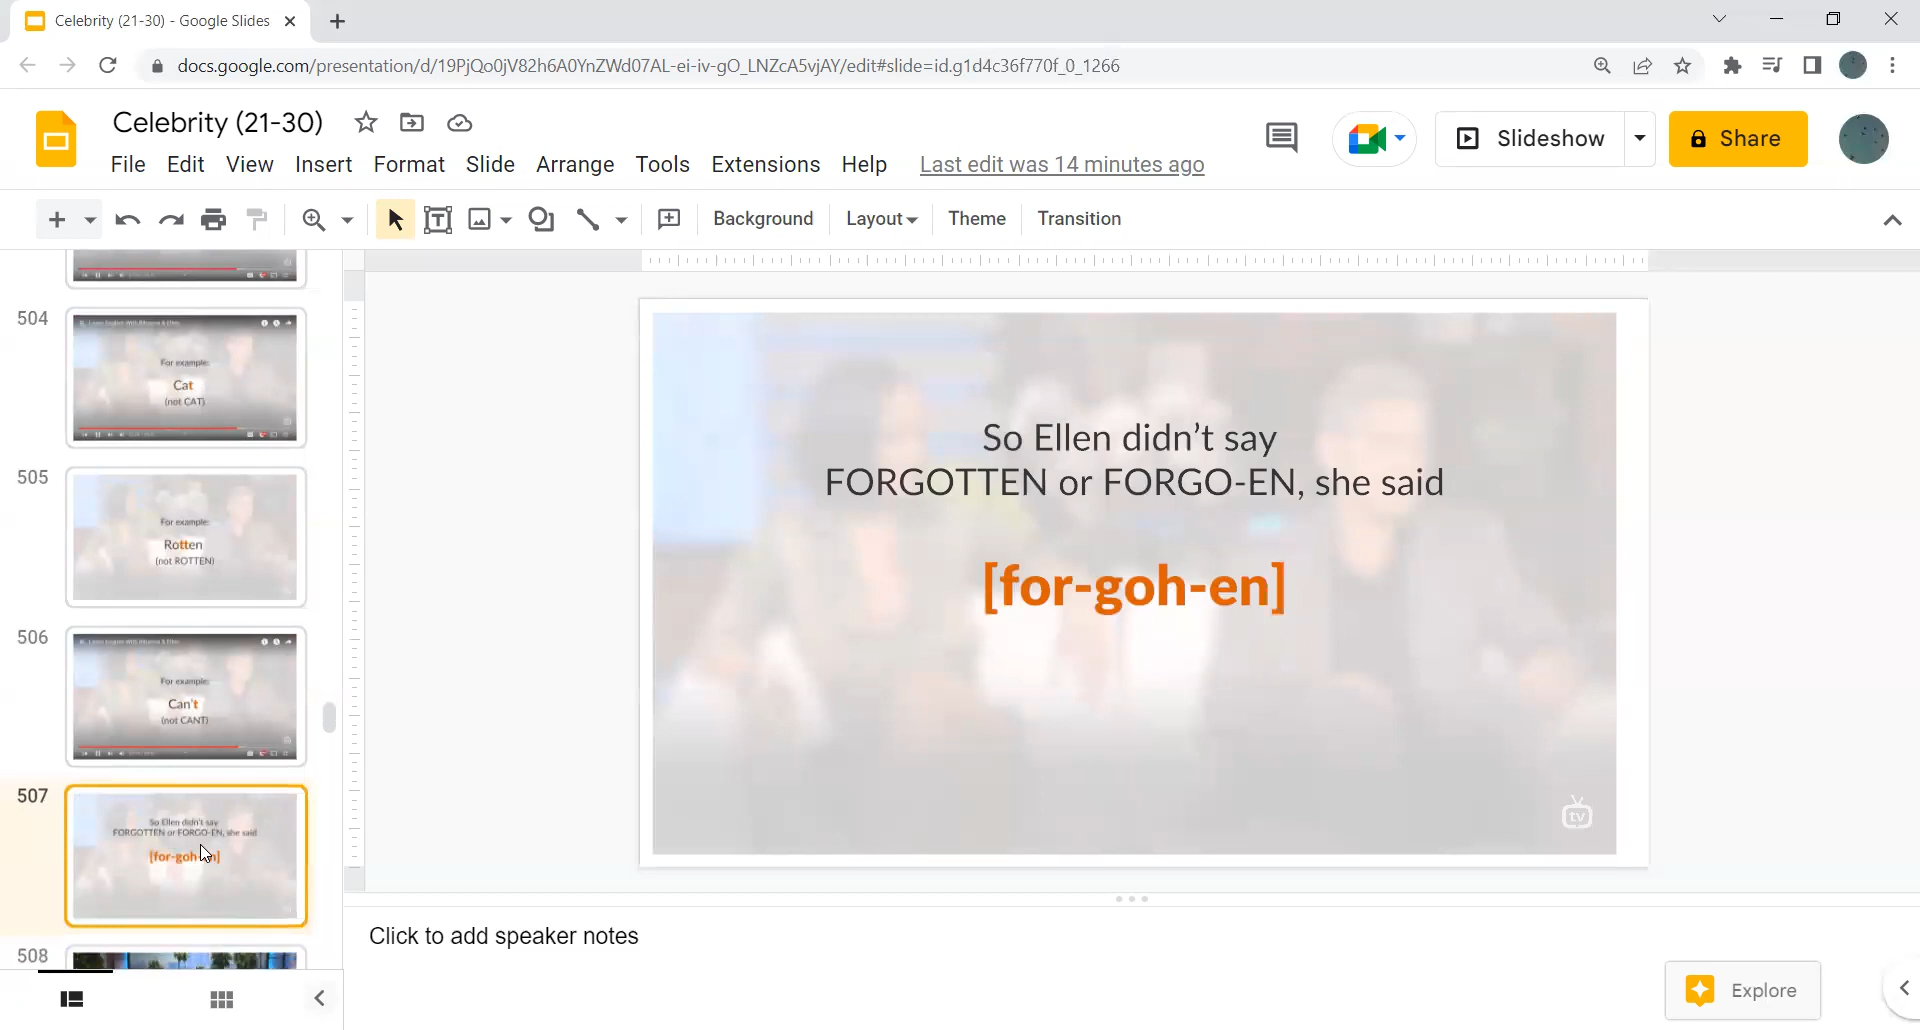 Celebrity (21-30) - Google Slides
docs.google.com/presentation/d/19PjQo0jV82h6A0YnZWd07AL-ei-iv-gO_LNZcA5vjAY/edit#slide=id.g1d4c36f770f_0_1266
Celebrity (21-30)
Slideshow
Share
File Edit View Insert Format Slide Arrange Tools Extensions Help Last edit was 14 minutes ago
Background Layout Theme Transition
504
For example:
Cat
(not CAT)
505
For example:
Rotten
(not ROTTEN)
506
For example:
Can't
(not CANT)
507
So Ellen didn't say
FORGOTTEN or FORGO-EN, she said
508
So Ellen didn’t say
FORGOTTEN or FORGO-EN, she said
[for-goh-en]
tv
Click to add speaker notes
Explore